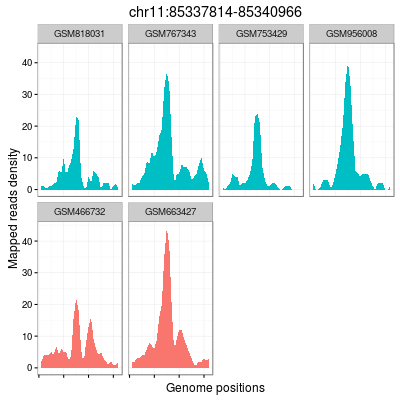 chr11:85337814-85340966
GSM818031 GSM767343 GSM753429 GSM956008
40
30
20
10
0
Mapped reads density
GSM466732 GSM663427
40
30
20
10
0
Genome positions